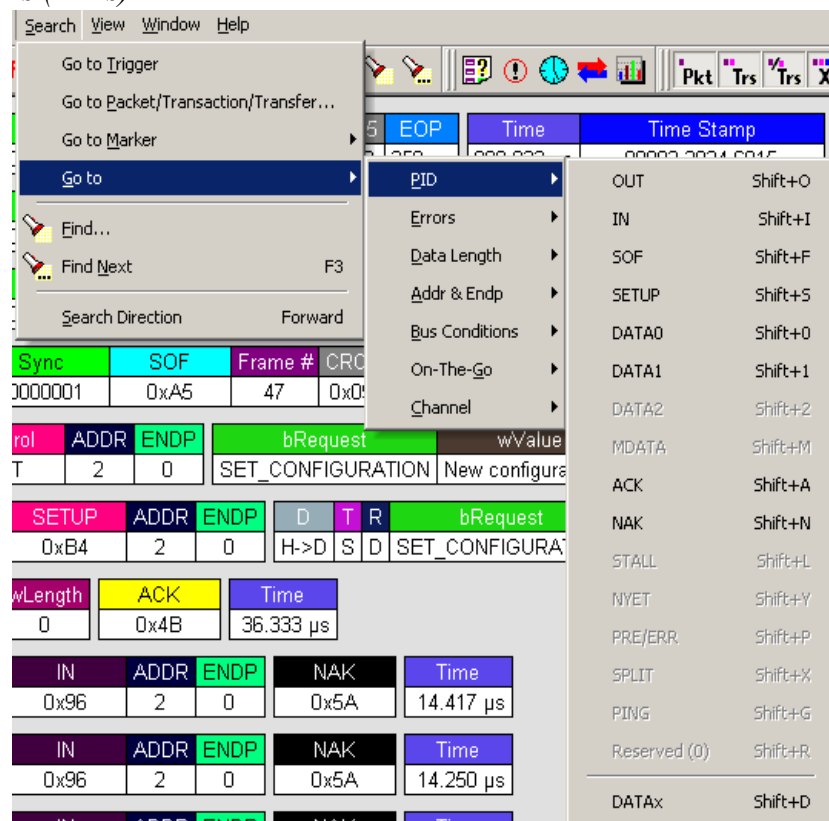 Search View Window Help
Go to Trigger
Go to Packet/Transaction/Transfer...
Go to Marker
Go to
Find...
Find Next F3
Search Direction Forward
Pkt Trs Trs
5 EOP Time Time Stamp
PID
Errors
Data Length
Addr & Endp
Bus Conditions
On-The-Go
Channel
OUT Shift+O
IN Shift+I
SOF Shift+F
SETUP Shift+S
DATA0 Shift+0
DATA1 Shift+1
DATA2 Shift+2
MDATA Shift+M
ACK Shift+A
NAK Shift+N
STALL Shift+L
NYET Shift+Y
PRE/ERR Shift+P
SPLIT Shift+X
PING Shift+G
Reserved (0) Shift+R
DATAx Shift+D
Sync SOF Frame # CRC
0000001 0xA5 47 0x0
rol ADDR ENDP bRequest wValue
T 2 0 SET_CONFIGURATION New configura
SETUP ADDR ENDP D T R bRequest
0xB4 2 0 H->D S D SET_CONFIGURAT
wLength ACK Time
0 0x4B 36.333 µs
IN ADDR ENDP NAK Time
0x96 2 0 0x5A 14.417 µs
IN ADDR ENDP NAK Time
0x96 2 0 0x5A 14.250 µs